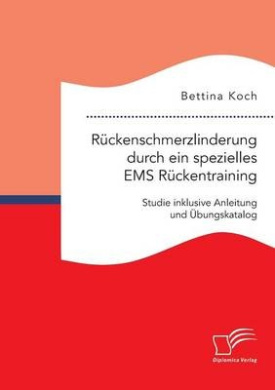 Bettina Koch
Rückenschmerzlinderung
durch ein spezielles
EMS Rückentraining
Studie inklusive Anleitung
und Übungskatalog
Diplomica Verlag